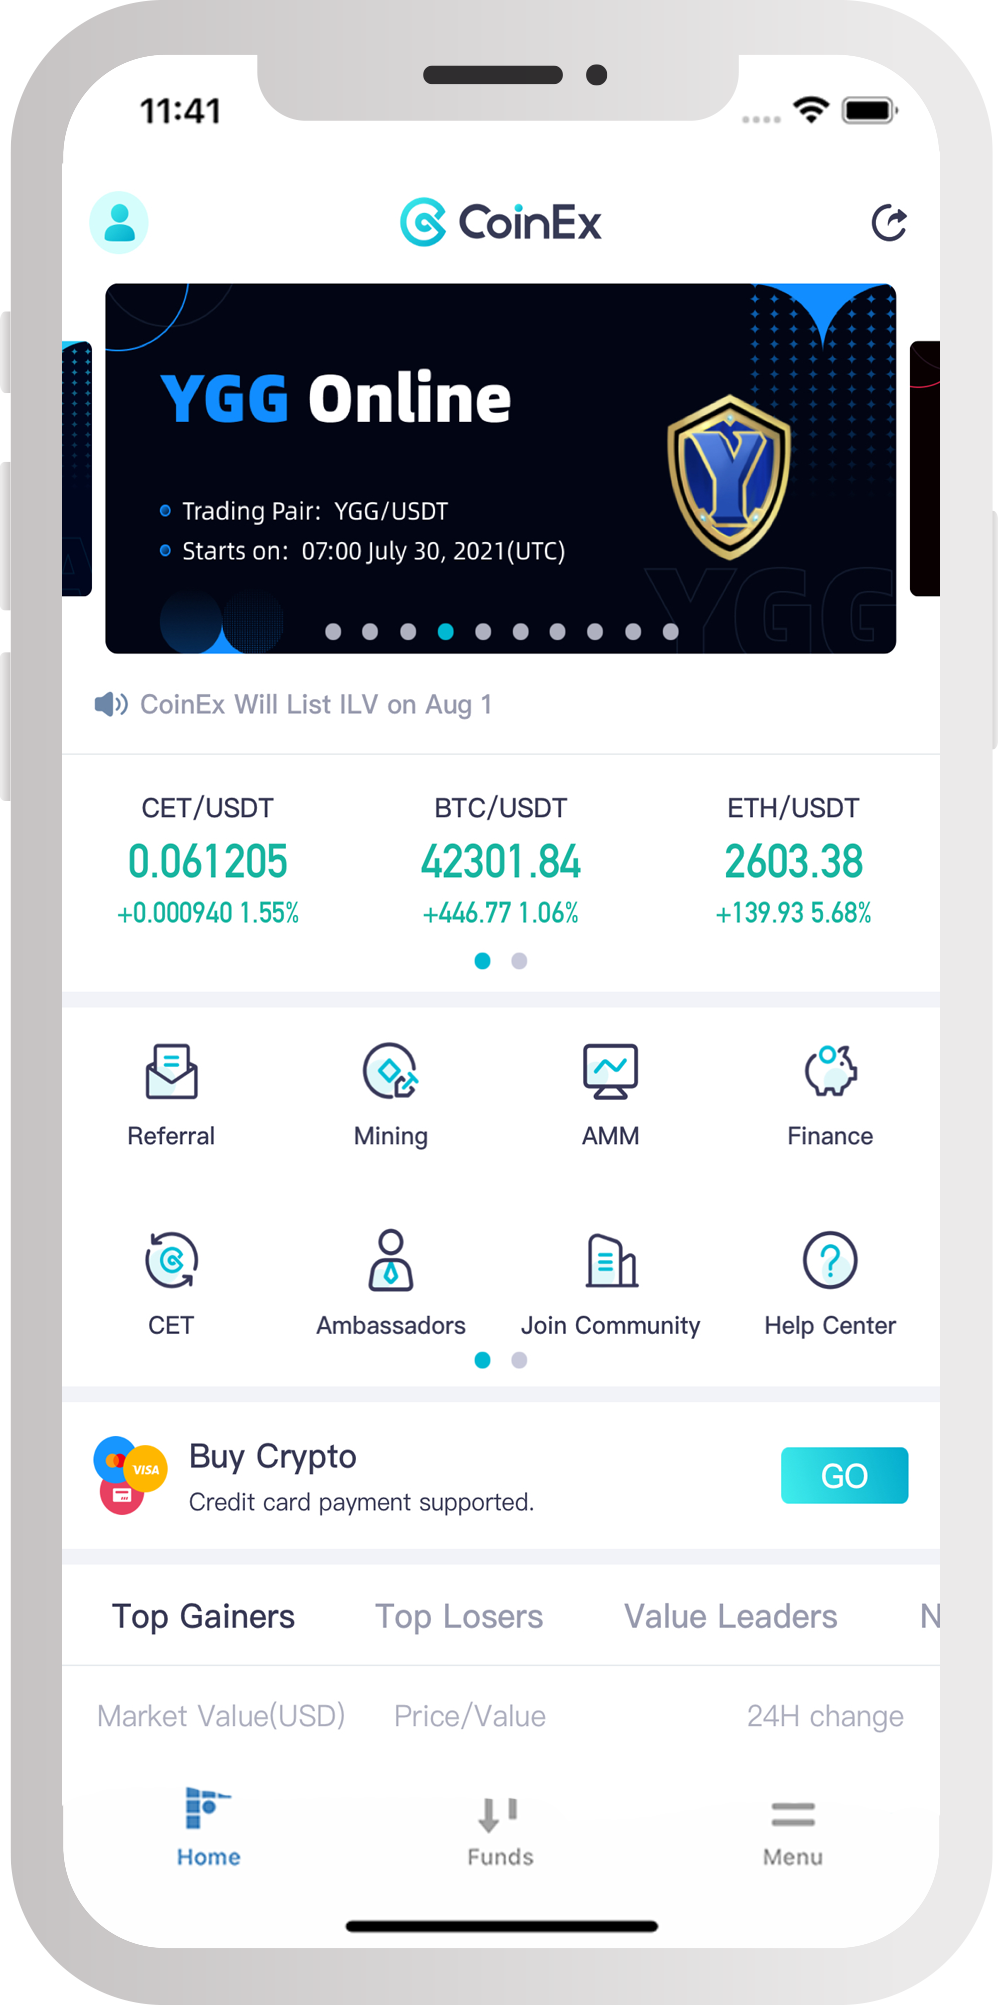 11:41
CoinEx
YGG Online
Trading Pair: YGG/USDT
Starts on: 07:00 July 30, 2021(UTC)
YGG
CoinEx Will List ILV on Aug 1
CET/USDT BTC/USDT ETH/USDT
0.061205 42301.84 2603.38
+0.000940 1.55% +446.77 1.06% +139.93 5.68%
Referral Mining AMM Finance
CET Ambassadors Join Community Help Center
Buy Crypto
VISA
GO
Credit card payment supported.
Top Gainers Top Losers Value Leaders N
Market Value(USD) Price/Value 24H change
Home Funds Menu